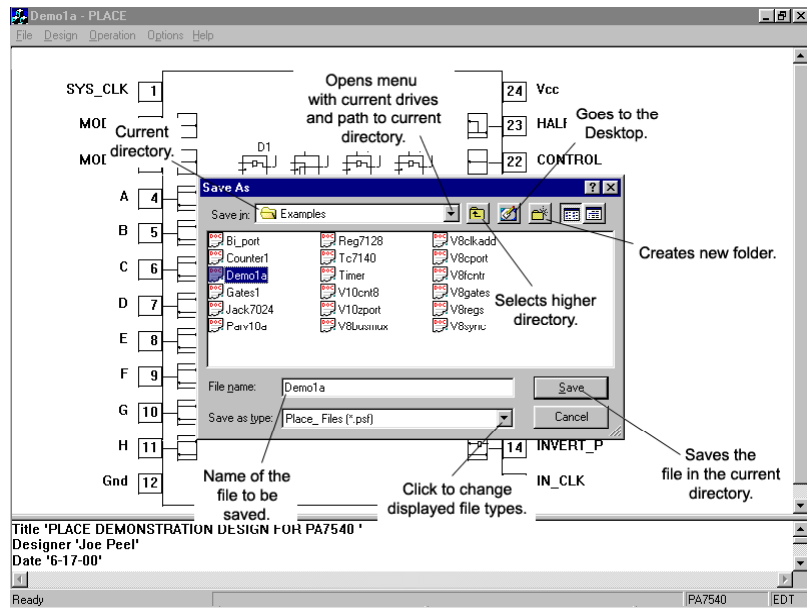 Demo1a - PLACE
File Design Operation Options Help
SYS_CLK 1
24 Vcc
MOD
23 HALF
MOD
22 CONTROL
D1
A 4
B 5
C 6
D 7
E 8
F 9
G 10
H 11
14 INVERT_P
Gnd 12
IN_CLK
Current
directory.
Opens menu
with current drives
and path to current
directory.
Goes to the
Desktop.
Creates new folder.
Selects higher
directory.
Save As
Save in: Examples
Bi_port
Counter1
Demo1a
Gates1
Jack7024
Parv10a
Reg7128
Tc7140
Timer
V10cnt8
V10zport
V8busmux
V8clkadd
V8cport
V8fcntr
V8gates
V8regs
V8sync
File name: Demo1a
Save
Save as type: Place_ Files (*.psf)
Cancel
Name of the
file to be
saved.
Click to change
displayed file types.
Saves the
file in the current
directory.
Title 'PLACE DEMONSTRATION DESIGN FOR PA7540 '
Designer 'Joe Peel'
Date '6-17-00'
Ready
PA7540 EDT